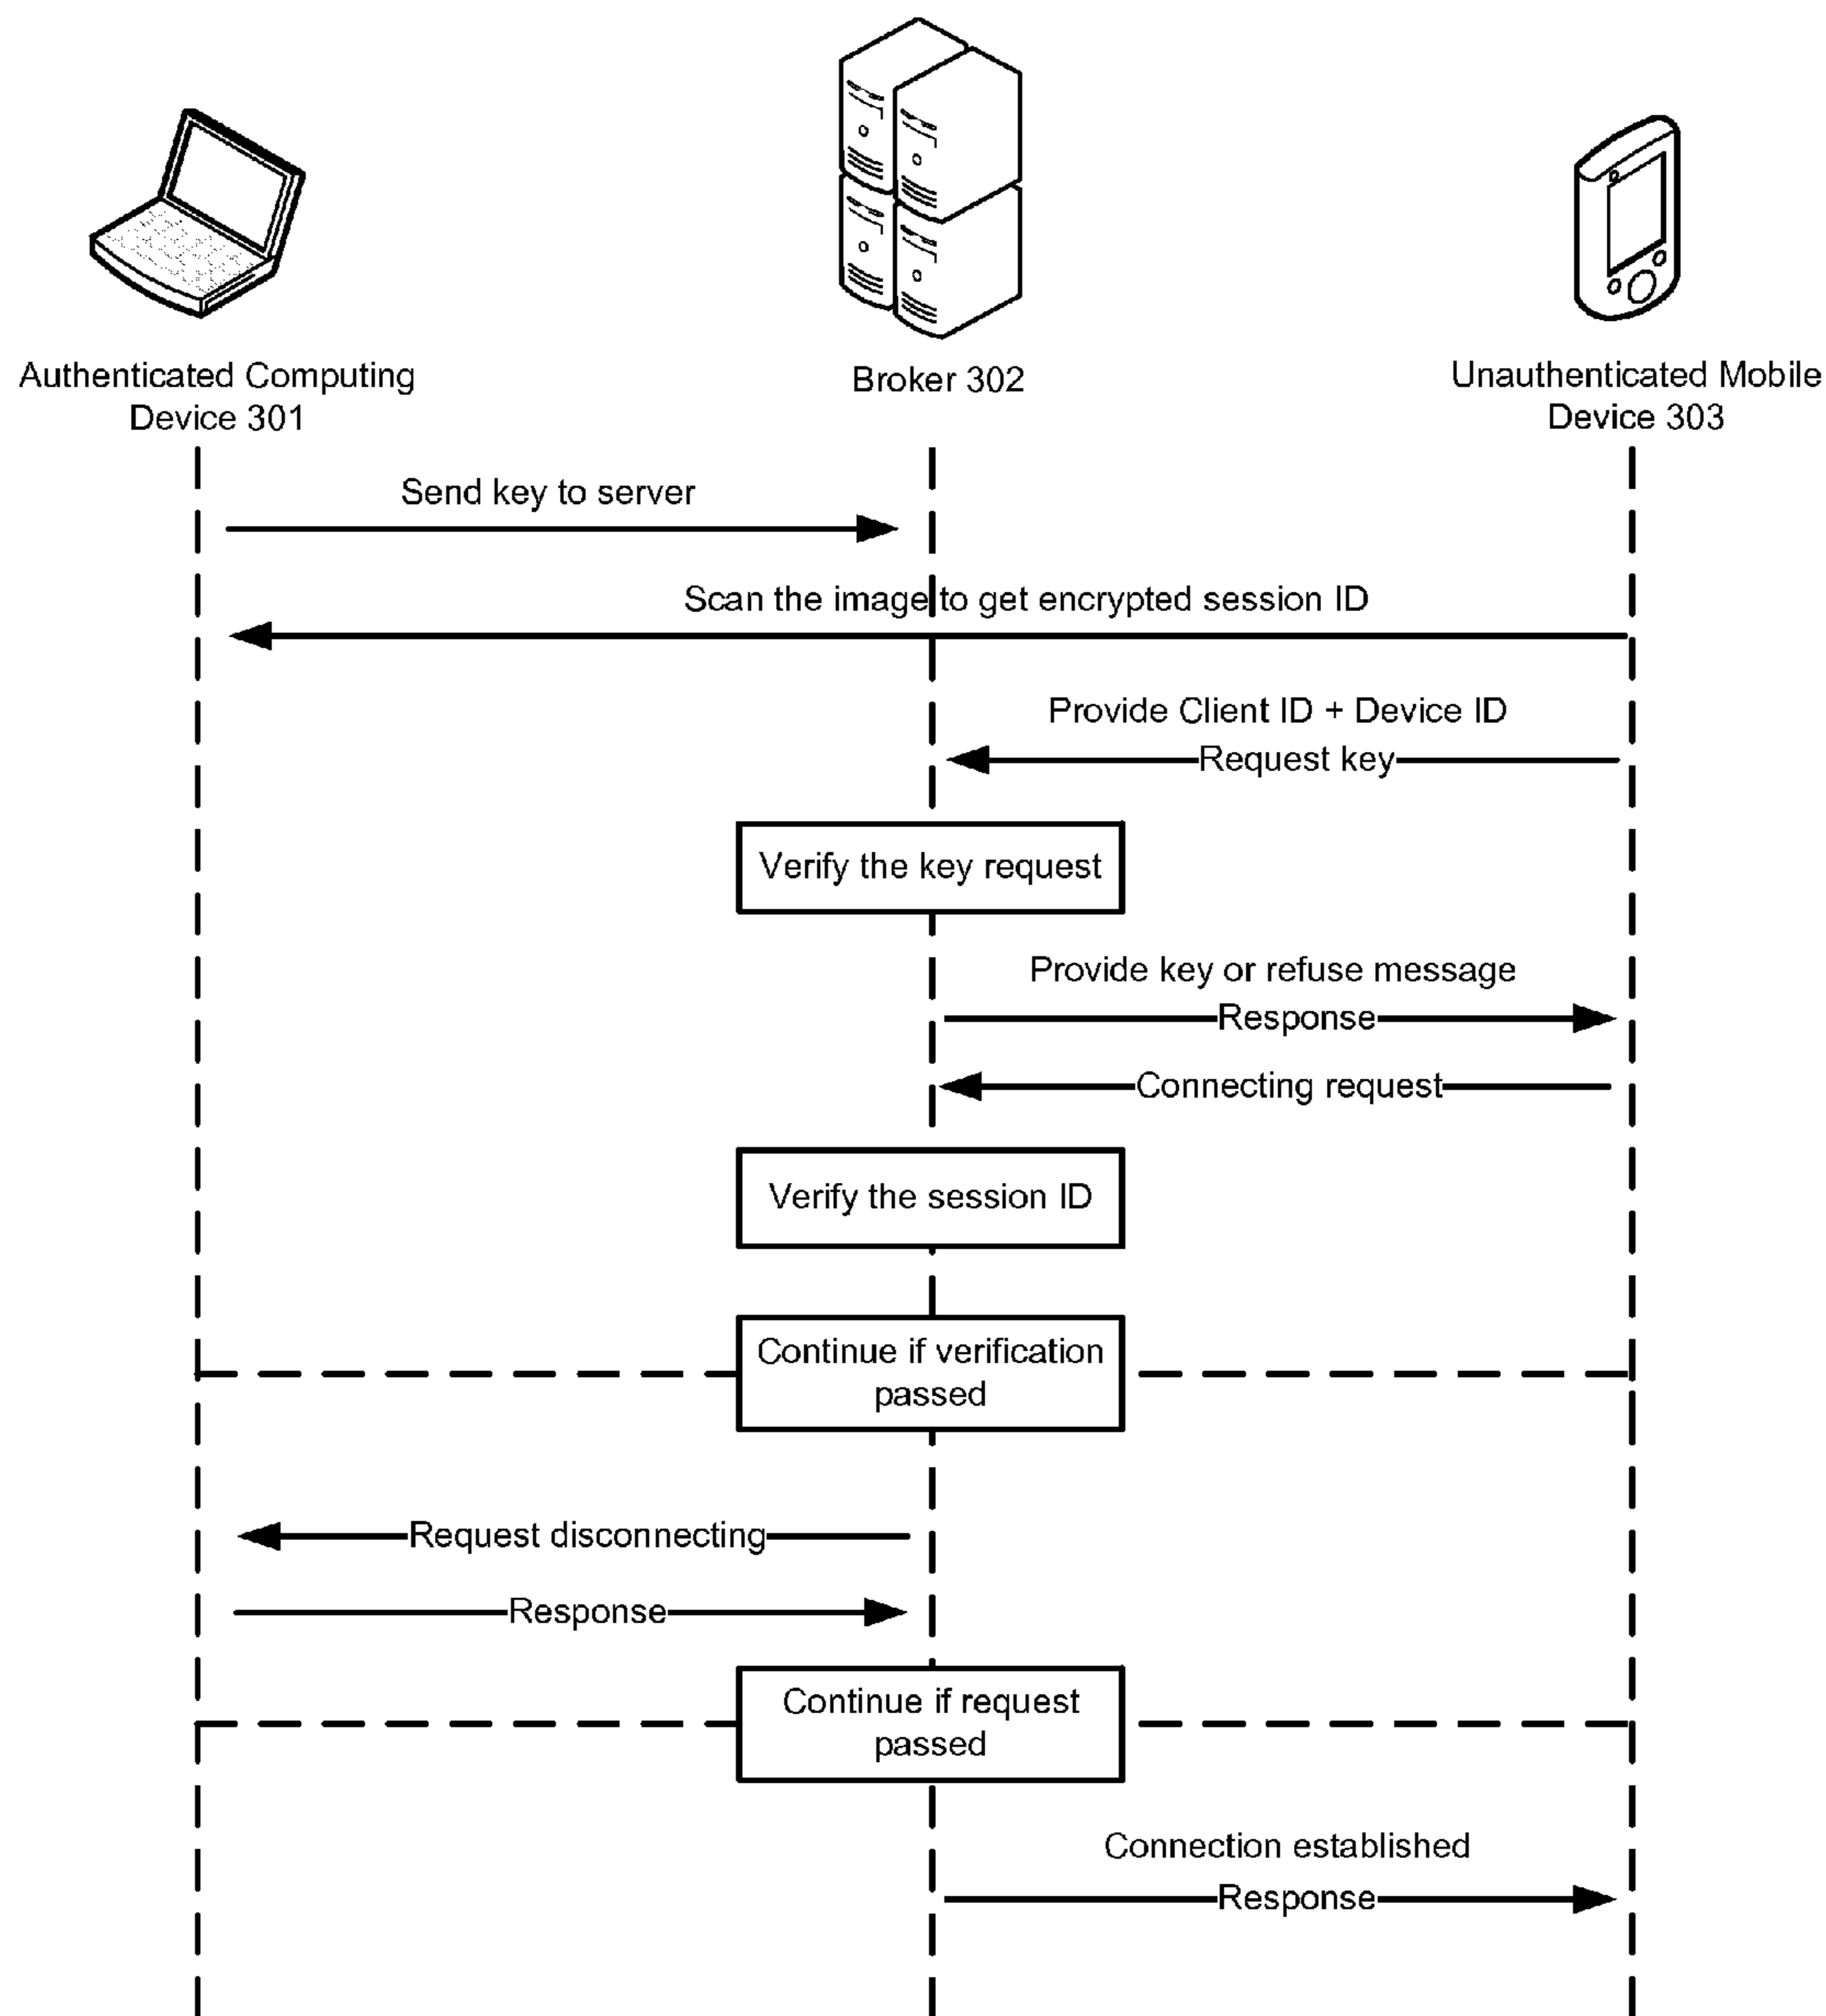 Authenticated Computing
Device 301
Broker 302
Unauthenticated Mobile
Device 303
Send key to server
Scan the image to get encrypted session ID
Provide Client ID + Device ID
Request key
Verify the key request
Provide key or refuse message
Response
Connecting request
Verify the session ID
Continue if verification
passed
Request disconnecting
Response
Continue if request
passed
Connection established
Response